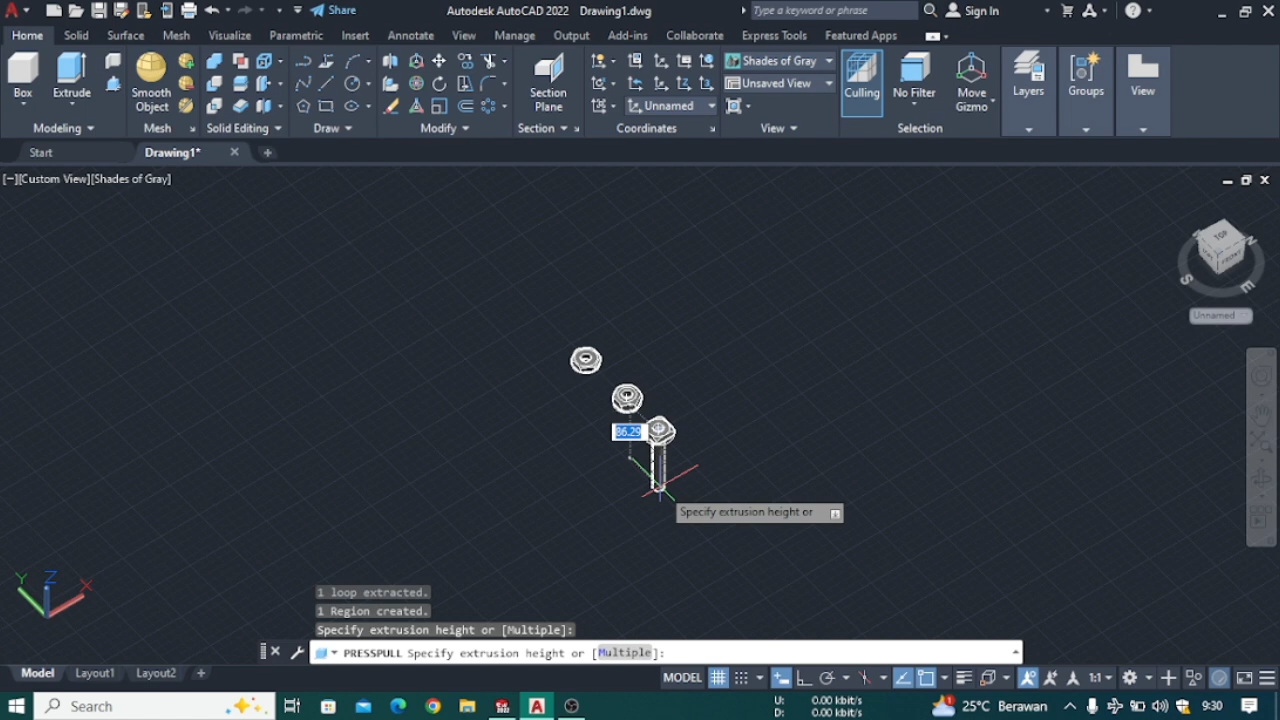 Share
Autodesk AutoCAD 2022 Drawing1.dwg
Type a keyword or phrase
Sign In
Home Solid Surface Mesh Visualize Parametric Insert Annotate View Manage Output Add-ins Collaborate Express Tools Featured Apps
Box
Extrude
Smooth
Object
Section
Plane
Shades of Gray
Unsaved View
Unnamed
Culling
No Filter
Move
Gizmo
Layers
Groups
View
Modeling
Mesh
Solid Editing
Draw
Modify
Section
Coordinates
View
Selection
Start
Drawing1*
[−][Custom View][Shades of Gray]
TOP
FRONT
S
E
Unnamed
86.29
Specify extrusion height or
Y
Z
X
1 loop extracted.
1 Region created.
Specify extrusion height or [Multiple]:
PRESSPULL Specify extrusion height or [Multiple]:
Model Layout1 Layout2 +
MODEL
1:1
Search
U: 0.00 kbit/s
D: 0.00 kbit/s
25°C Berawan
9:30